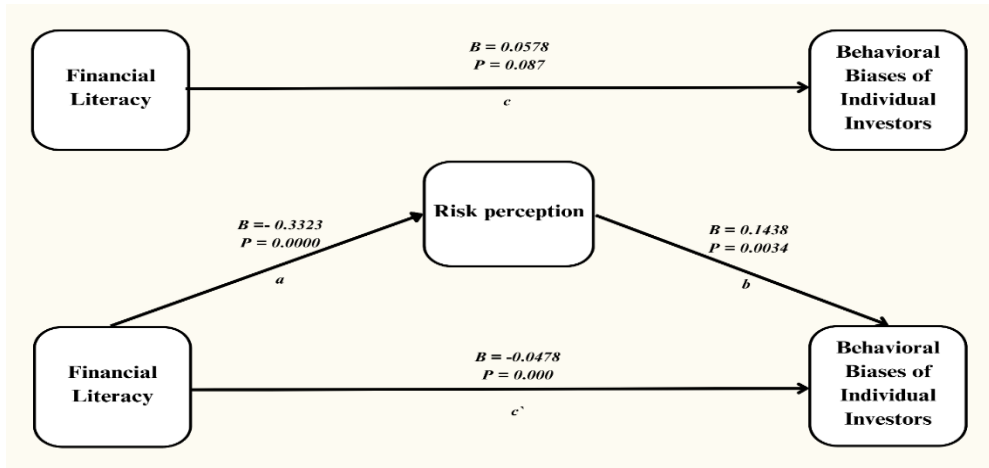 Financial
Literacy
B = 0.0578
P = 0.087
c
Behavioral
Biases of
Individual
Investors
Risk perception
B =- 0.3323
P = 0.0000
a
B = 0.1438
P = 0.0034
b
Financial
Literacy
B = -0.0478
P = 0.000
c`
Behavioral
Biases of
Individual
Investors